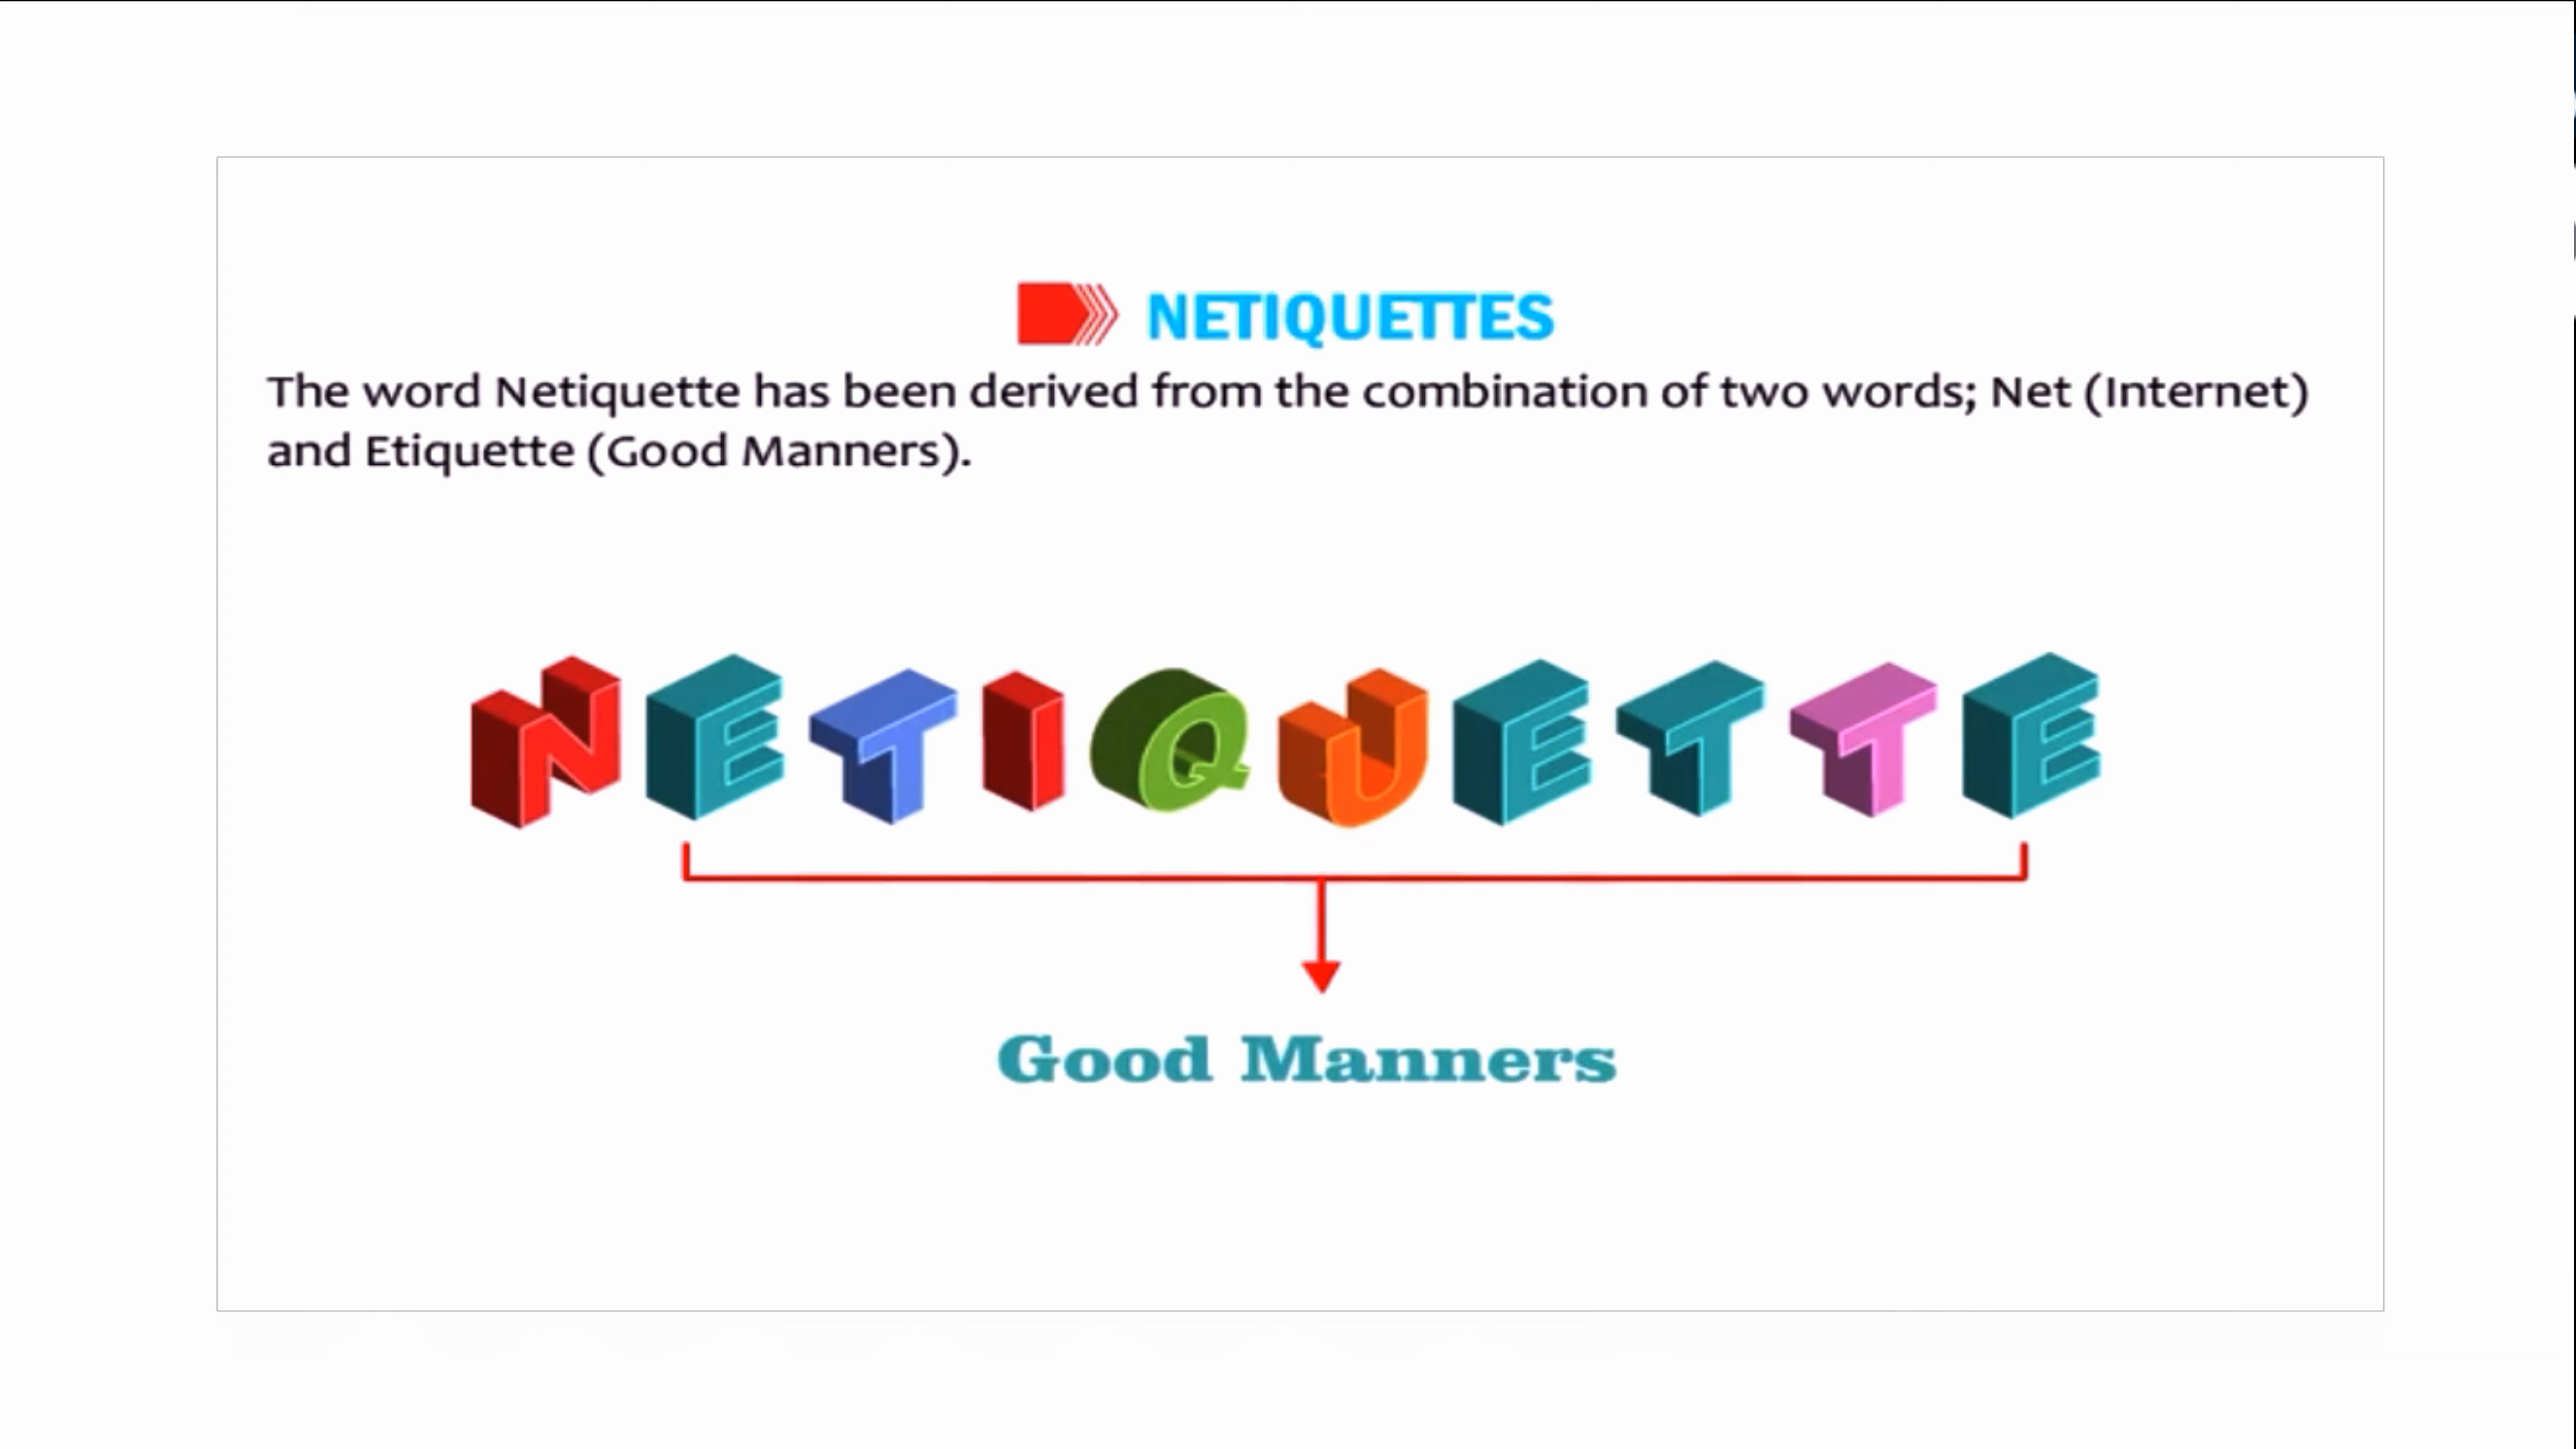 NETIQUETTES
The word Netiquette has been derived from the combination of two words; Net (Internet)
and Etiquette (Good Manners).
NETIQUETTE
Good Manners